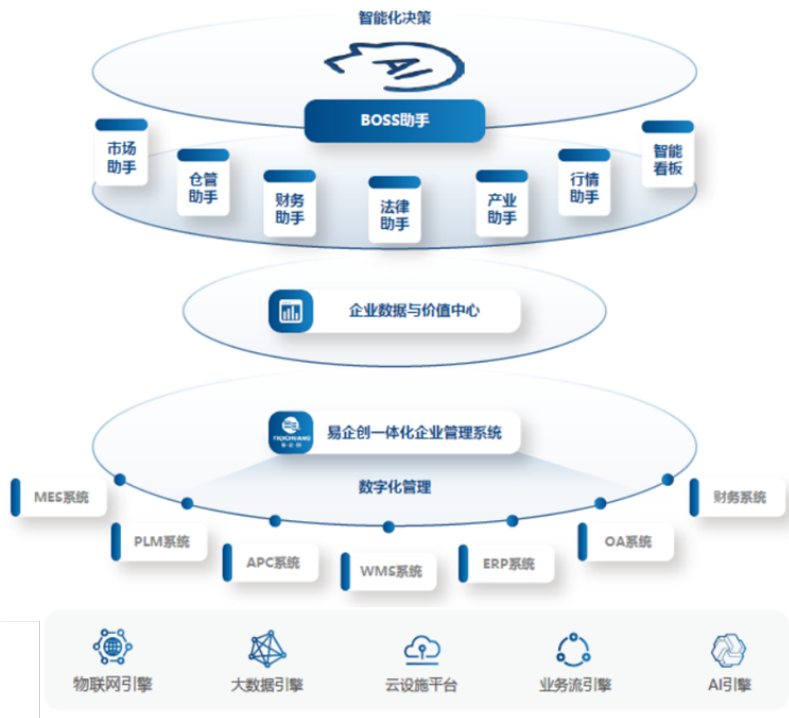 智能化决策
AI
BOSS助手
市场
助手
仓管
助手
财务
助手
法律
助手
产业
助手
行情
助手
智能
看板
企业数据与价值中心
易企创一体化企业管理系统
数字化管理
MES系统
PLM系统
APC系统
WMS系统
ERP系统
OA系统
财务系统
物联网引擎
大数据引擎
云设施平台
业务流引擎
AI引擎